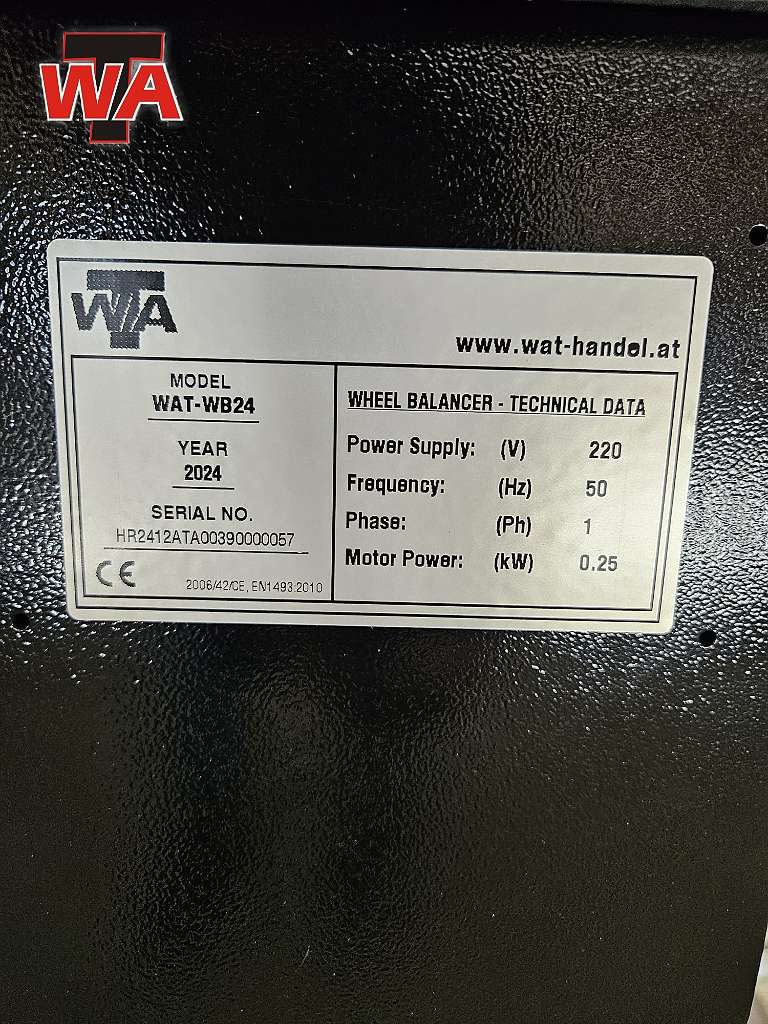 WTA
WTA
www.wat-handel.at
MODEL
WAT-WB24
YEAR
2024
SERIAL NO.
HR2412ATA00390000057
CE
2006/42/CE, EN1493:2010
WHEEL BALANCER - TECHNICAL DATA
Power Supply: (V) 220
Frequency: (Hz) 50
Phase: (Ph) 1
Motor Power: (kW) 0.25